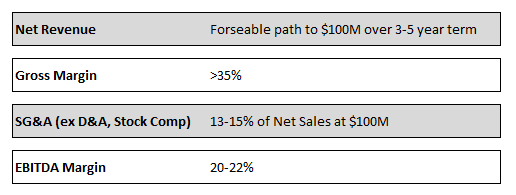 Net Revenue Forseable path to $100M over 3-5 year term
Gross Margin >35%
SG&A (ex D&A, Stock Comp) 13-15% of Net Sales at $100M
EBITDA Margin 20-22%